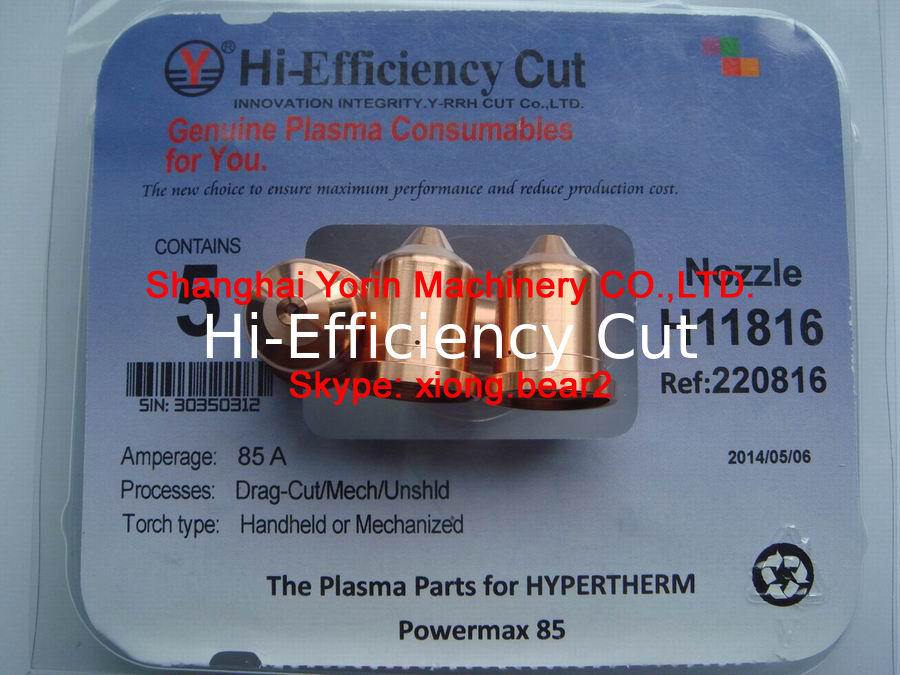 Y® Hi-Efficiency Cut
INNOVATION INTEGRITY.Y-RRH CUT Co.,LTD.
Genuine Plasma Consumables
for You.
The new choice to ensure maximum performance and reduce production cost.
CONTAINS
5
Nozzle
Shanghai Yorin Machinery CO.,LTD.
H11816
Hi-Efficiency Cut
Skype: xiong.bear2
Ref:220816
SIN: 30350312
Amperage: 85 A
2014/05/06
Processes: Drag-Cut/Mech/Unshld
Torch type: Handheld or Mechanized
The Plasma Parts for HYPERTHERM
Powermax 85